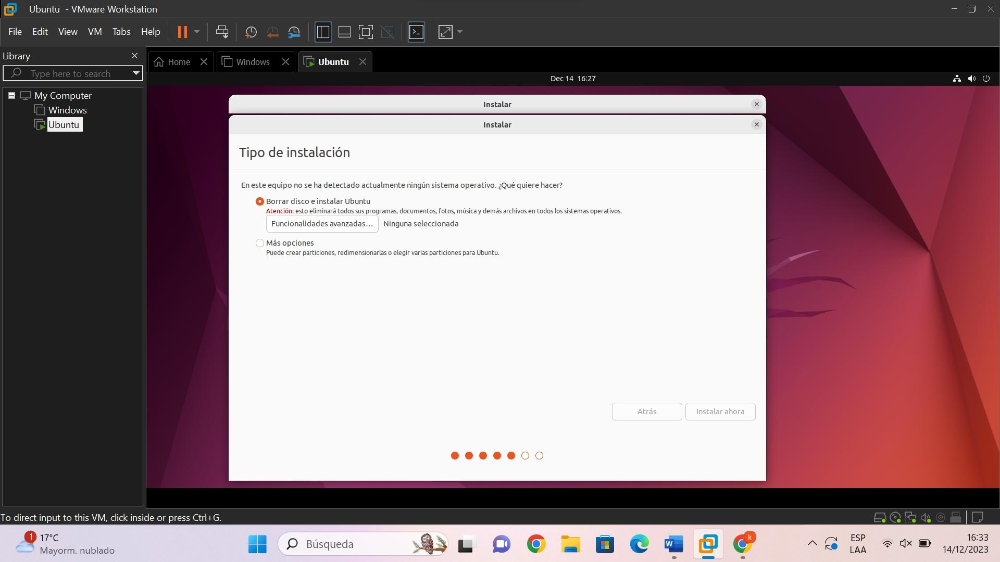 Ubuntu - VMware Workstation
File Edit View VM Tabs Help
Library
Type here to search
My Computer
Windows
Ubuntu
Home
Windows
Ubuntu
Dec 14 16:27
Instalar
Instalar
Tipo de instalación
En este equipo no se ha detectado actualmente ningún sistema operativo. ¿Qué quiere hacer?
Borrar disco e instalar Ubuntu
Atención: esto eliminará todos sus programas, documentos, fotos, música y demás archivos en todos los sistemas operativos.
Funcionalidades avanzadas... Ninguna seleccionada
Más opciones
Puede crear particiones, redimensionarlas o elegir varias particiones para Ubuntu.
Atrás
Instalar ahora
To direct input to this VM, click inside or press Ctrl+G.
1
17°C
Mayorm. nublado
Búsqueda
W
k
ESP
LAA
16:33
14/12/2023